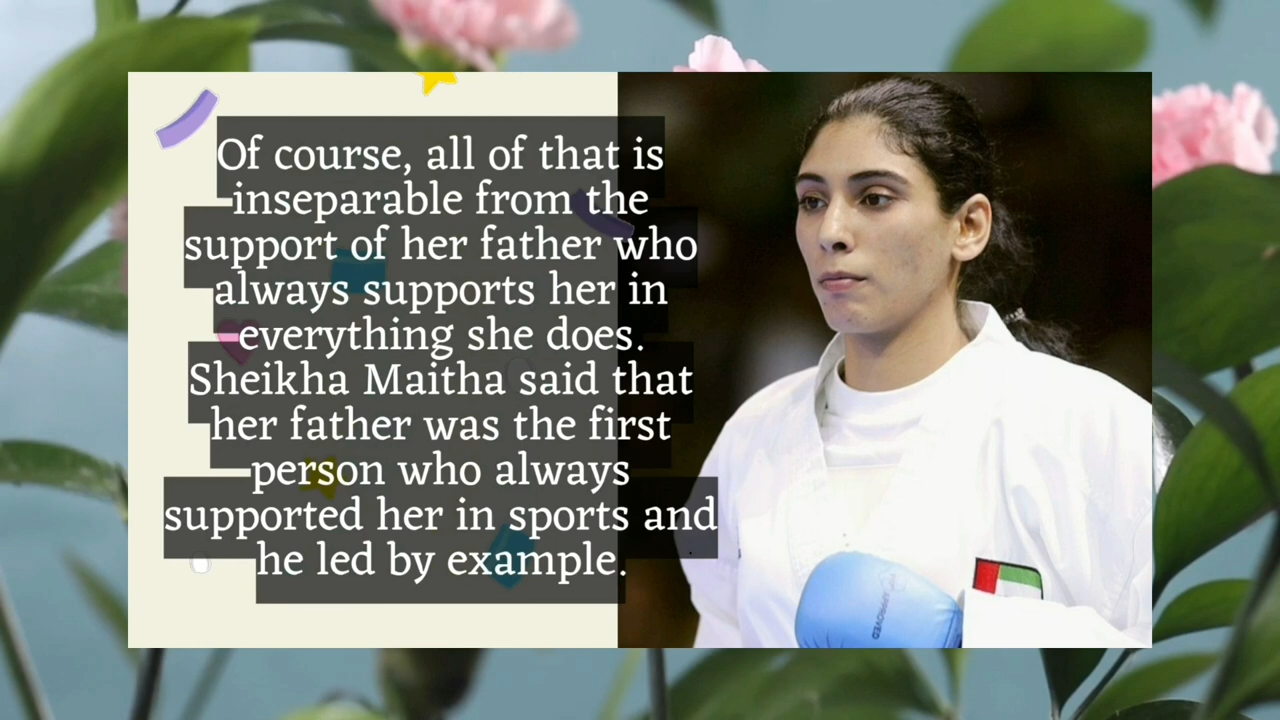 Of course, all of that is
inseparable from the
support of her father who
always supports her in
everything she does.
Sheikha Maitha said that
her father was the first
person who always
supported her in sports and
he led by example.
APPROVED